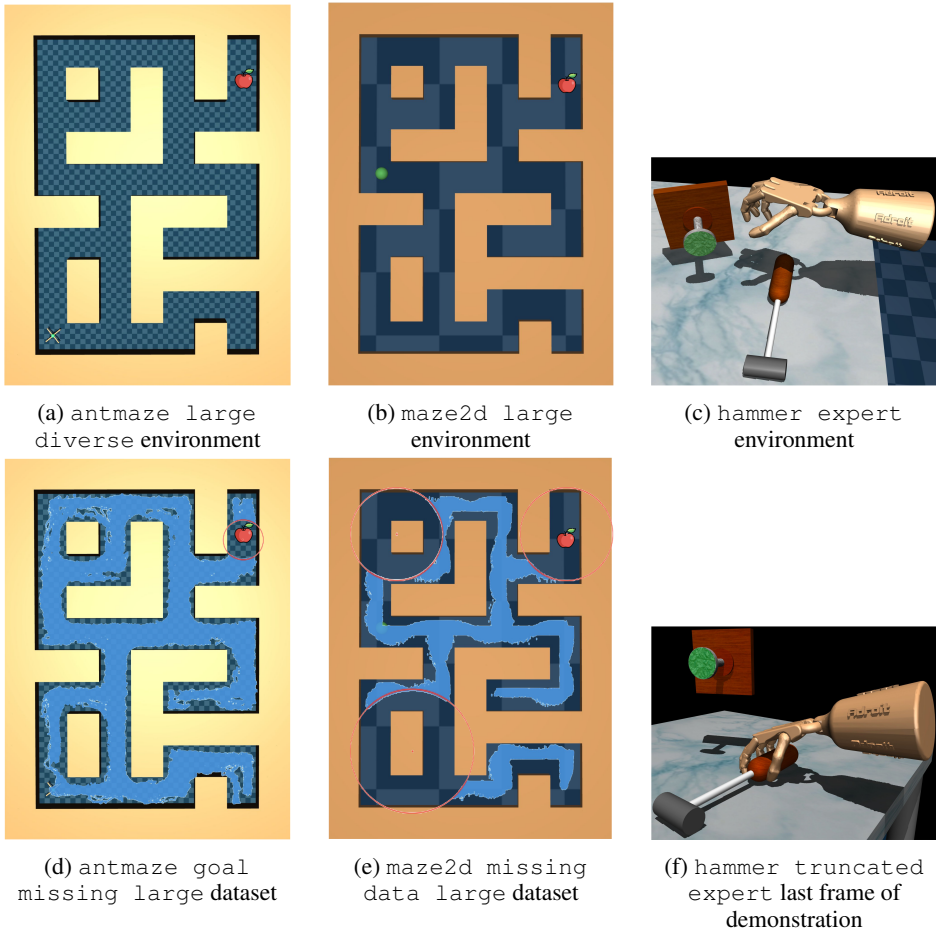 Adroit
(a) antmaze large
diverse environment
(b) maze2d large
environment
(c) hammer expert
environment
Adroit
(d) antmaze goal
missing large dataset
(e) maze2d missing
data large dataset
(f) hammer truncated
expert last frame of
demonstration